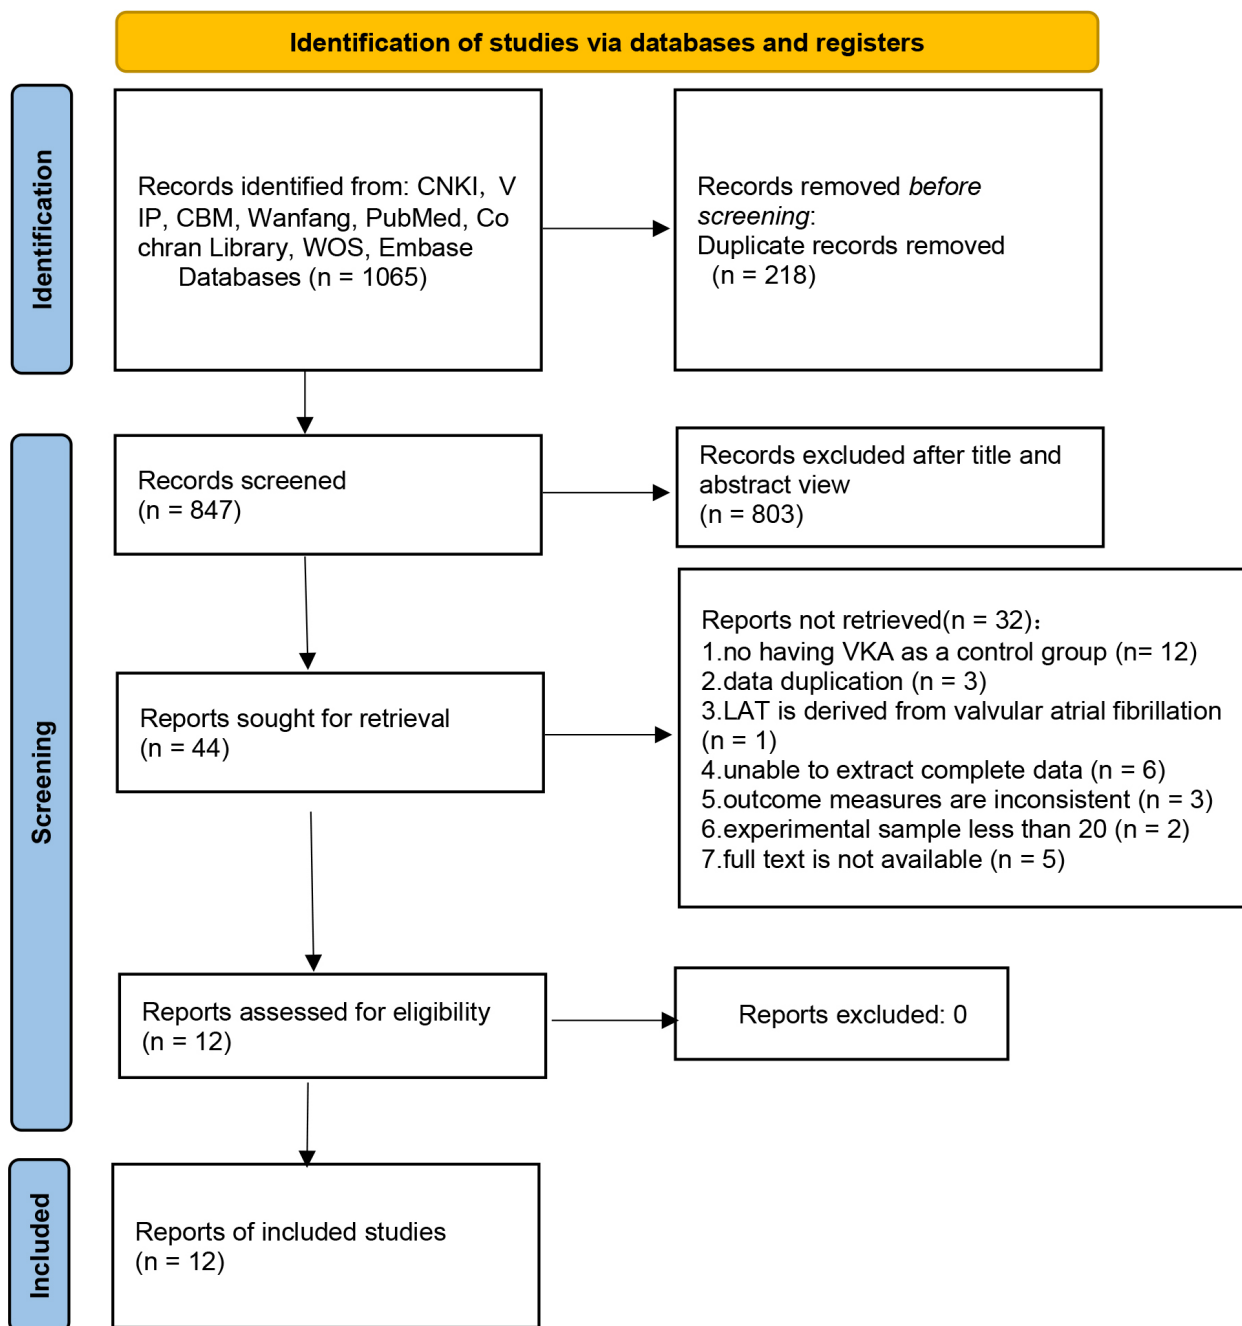 Identification of studies via databases and registers
Identification
Records identified from: CNKI, V
IP, CBM, Wanfang, PubMed, Co
chran Library, WOS, Embase
Databases (n = 1065)
Records removed before
screening:
Duplicate records removed
(n = 218)
Screening
Records screened
(n = 847)
Records excluded after title and
abstract view
(n = 803)
Reports sought for retrieval
(n = 44)
Reports not retrieved(n = 32):
1.no having VKA as a control group (n= 12)
2.data duplication (n = 3)
3.LAT is derived from valvular atrial fibrillation
(n = 1)
4.unable to extract complete data (n = 6)
5.outcome measures are inconsistent (n = 3)
6.experimental sample less than 20 (n = 2)
7.full text is not available (n = 5)
Reports assessed for eligibility
(n = 12)
Reports excluded: 0
Included
Reports of included studies
(n = 12)